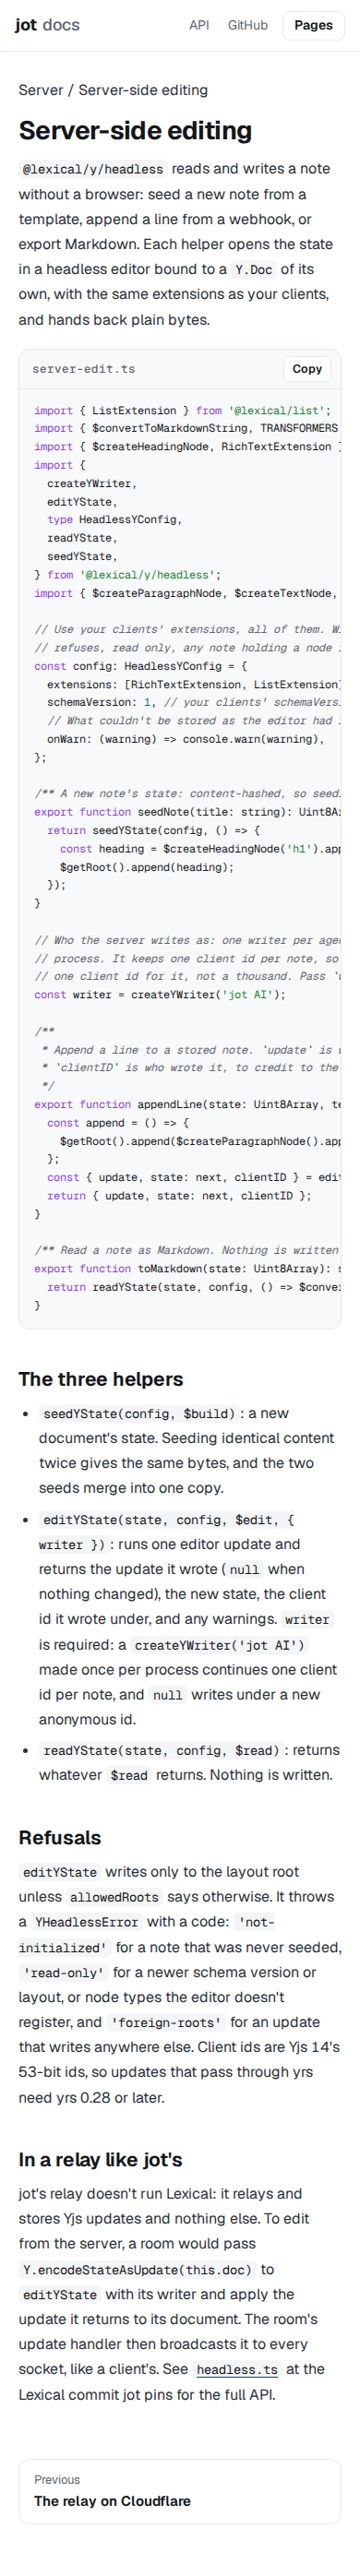 jot docs API GitHub Pages
Server / Server-side editing
Server-side editing
@lexical/y/headless reads and writes a note
without a browser: seed a new note from a
template, append a line from a webhook, or
export Markdown. Each helper opens the state
in a headless editor bound to a Y.Doc of its
own, with the same extensions as your clients,
and hands back plain bytes.
server-edit.ts Copy
import { ListExtension } from '@lexical/list';
import { $convertToMarkdownString, TRANSFORMERS
import { $createHeadingNode, RichTextExtension }
import {
  createYWriter,
  editYState,
  type HeadlessYConfig,
  readYState,
  seedYState,
} from '@lexical/y/headless';
import { $createParagraphNode, $createTextNode,
// Use your clients' extensions, all of them.
// refuses, read only, any note holding a node
const config: HeadlessYConfig = {
  extensions: [RichTextExtension, ListExtension]
  schemaVersion: 1, // your clients' schemaVersi
  // What couldn't be stored as the editor had
  onWarn: (warning) => console.warn(warning),
};
/** A new note's state: content-hashed, so seed
export function seedNote(title: string): Uint8A
  return seedYState(config, () => {
    const heading = $createHeadingNode('h1').app
    $getRoot().append(heading);
  });
}
// Who the server writes as: one writer per age
// process. It keeps one client id per note, so
// one client id for it, not a thousand. Pass `
const writer = createYWriter('jot AI');
/**
 * Append a line to a stored note. `update` is
 * `clientID` is who wrote it, to credit to the
 */
export function appendLine(state: Uint8Array, te
  const append = () => {
    $getRoot().append($createParagraphNode().app
  };
  const { update, state: next, clientID } = edit
  return { update, state: next, clientID };
}
/** Read a note as Markdown. Nothing is written
export function toMarkdown(state: Uint8Array): s
  return readYState(state, config, () => $conver
}
The three helpers
• seedYState(config, $build) : a new
document's state. Seeding identical content
twice gives the same bytes, and the two
seeds merge into one copy.
• editYState(state, config, $edit, {
writer }) : runs one editor update and
returns the update it wrote ( null when
nothing changed), the new state, the client
id it wrote under, and any warnings. writer
is required: a createYWriter('jot AI')
made once per process continues one client
id per note, and null writes under a new
anonymous id.
• readYState(state, config, $read) : returns
whatever $read returns. Nothing is written.
Refusals
editYState writes only to the layout root
unless allowedRoots says otherwise. It throws
a YHeadlessError with a code: 'not-
initialized' for a note that was never seeded,
'read-only' for a newer schema version or
layout, or node types the editor doesn't
register, and 'foreign-roots' for an update
that writes anywhere else. Client ids are Yjs 14's
53-bit ids, so updates that pass through yrs
need yrs 0.28 or later.
In a relay like jot's
jot's relay doesn't run Lexical: it relays and
stores Yjs updates and nothing else. To edit
from the server, a room would pass
Y.encodeStateAsUpdate(this.doc) to
editYState with its writer and apply the
update it returns to its document. The room's
update handler then broadcasts it to every
socket, like a client's. See headless.ts at the
Lexical commit jot pins for the full API.
Previous
The relay on Cloudflare